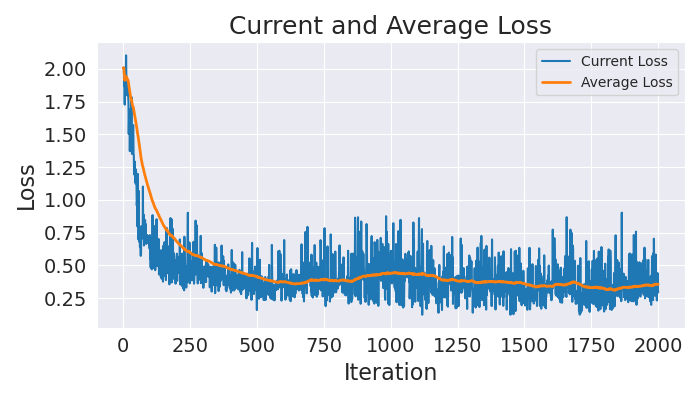 Current and Average Loss
Current Loss
Average Loss
Loss
2.00
1.75
1.50
1.25
1.00
0.75
0.50
0.25
0 250 500 750 1000 1250 1500 1750 2000
Iteration